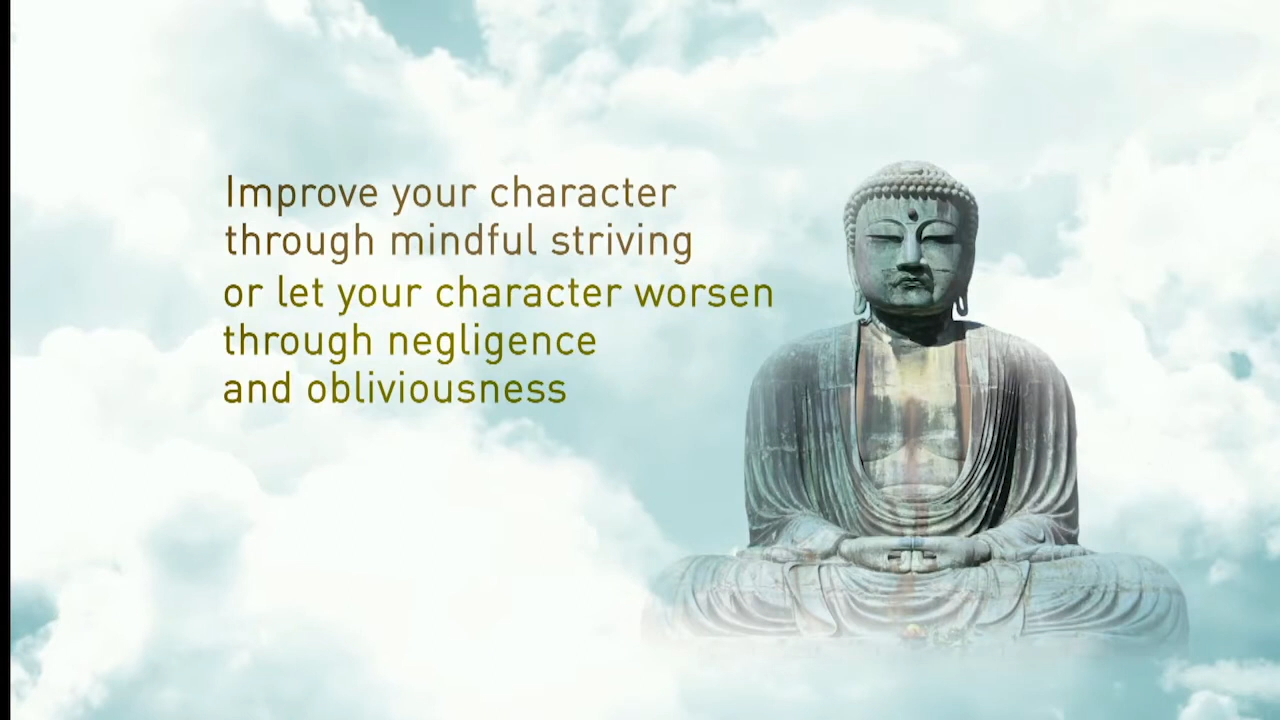 Improve your character
through mindful striving
or let your character worsen
through negligence
and obliviousness